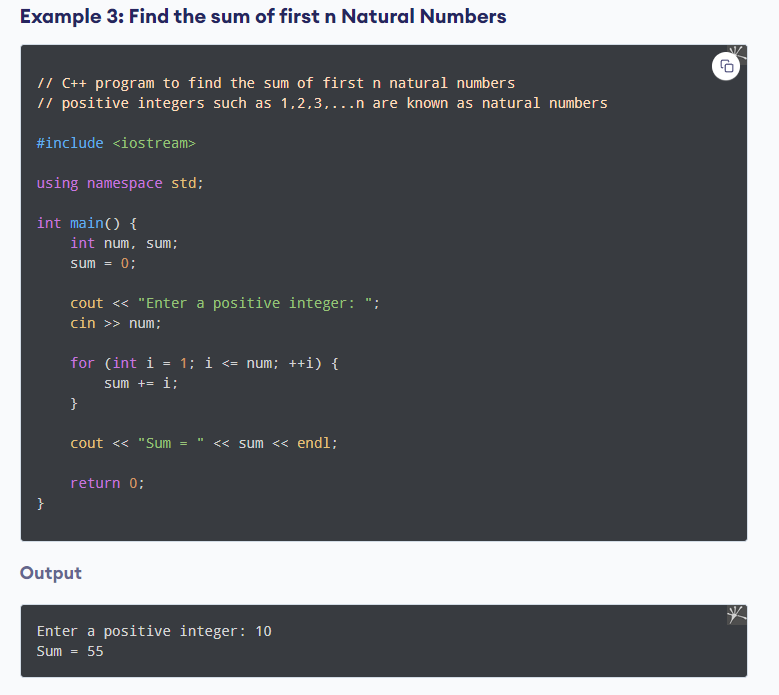 Example 3: Find the sum of first n Natural Numbers
// C++ program to find the sum of first n natural numbers
// positive integers such as 1,2,3,...n are known as natural numbers
#include <iostream>
using namespace std;
int main() {
    int num, sum;
    sum = 0;
    cout << "Enter a positive integer: ";
    cin >> num;
    for (int i = 1; i <= num; ++i) {
        sum += i;
    }
    cout << "Sum = " << sum << endl;
    return 0;
}
Output
Enter a positive integer: 10
Sum = 55